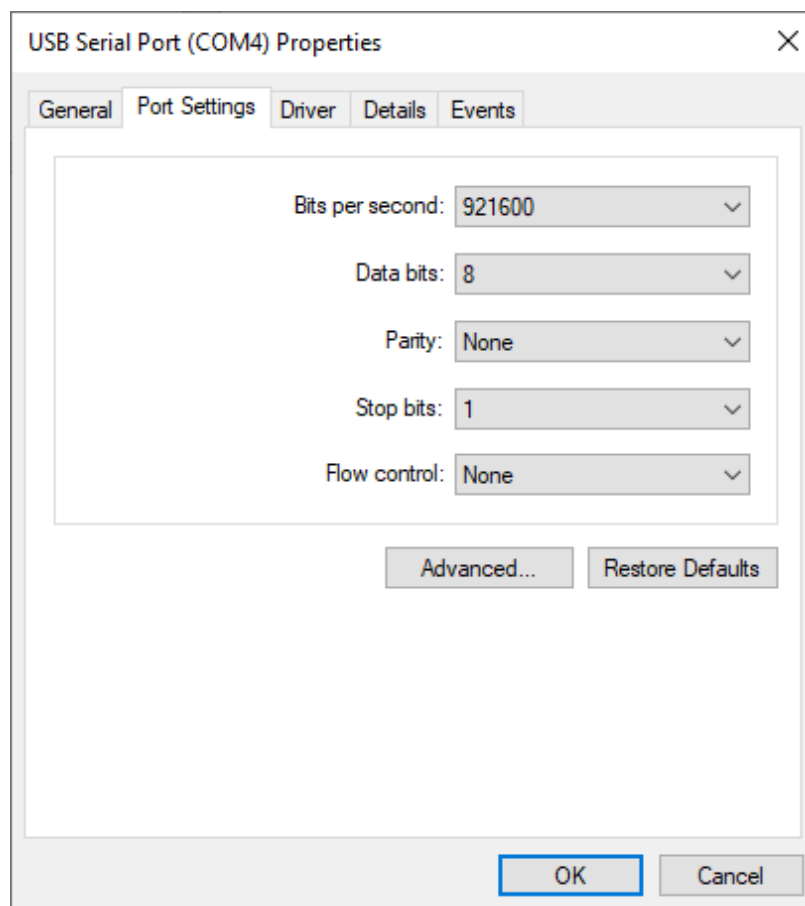 USB Serial Port (COM4) Properties
General Port Settings Driver Details Events
Bits per second: 921600
Data bits: 8
Parity: None
Stop bits: 1
Flow control: None
Advanced... Restore Defaults
OK Cancel